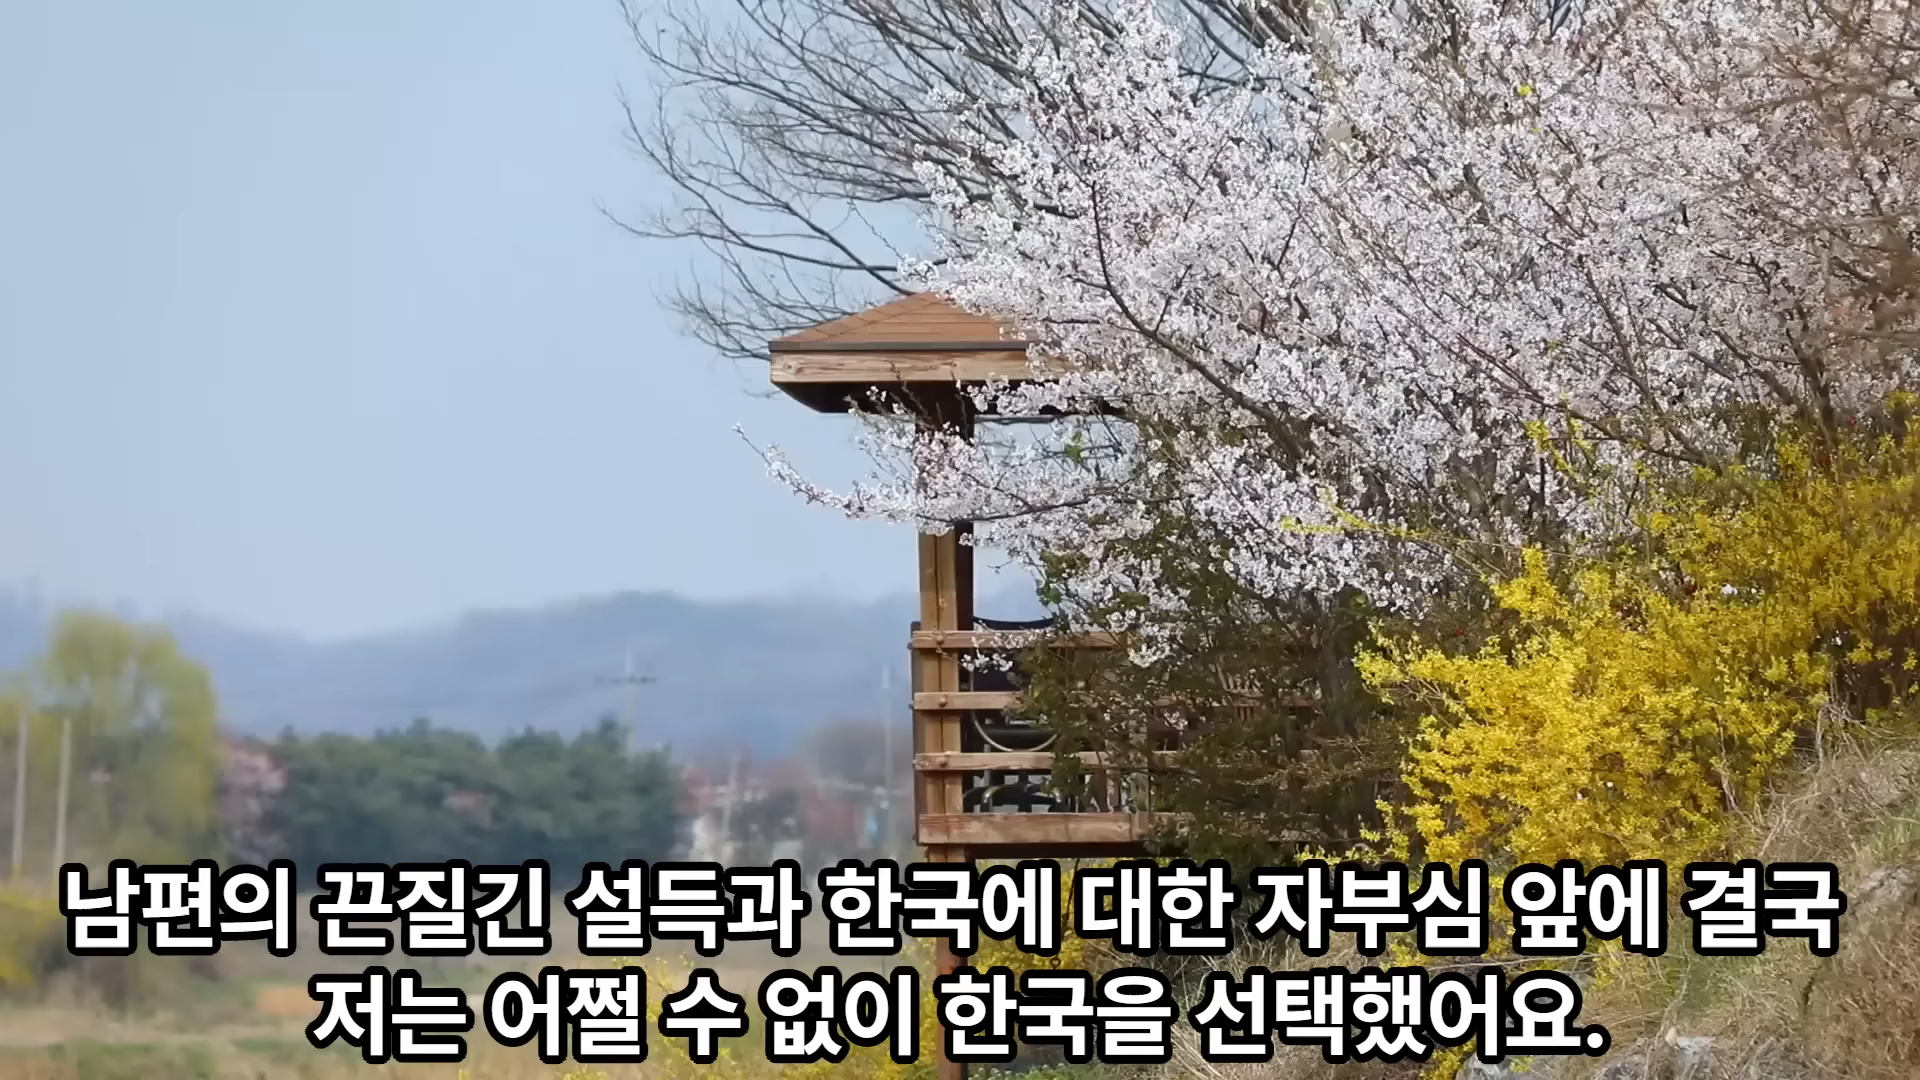 남편의 끈질긴 설득과 한국에 대한 자부심 앞에 결국
저는 어쩔 수 없이 한국을 선택했어요.